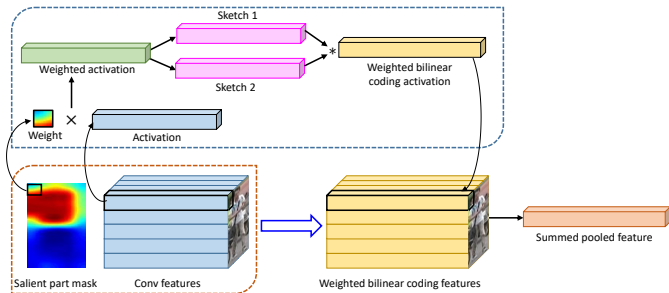 Sketch 1
Weighted activation
Sketch 2
*
Weighted bilinear
coding activation
Weight
×
Activation
Salient part mask
Conv features
Weighted bilinear coding features
Summed pooled feature